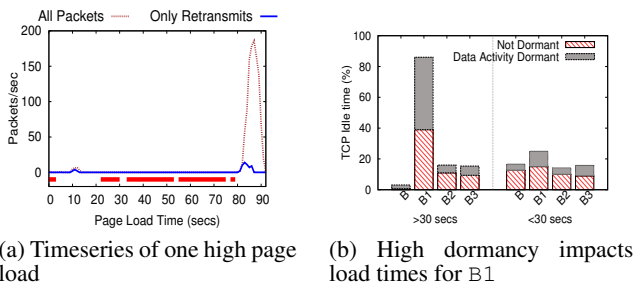 All Packets
Only Retransmits
Packets/sec
200
150
100
50
0
0 10 20 30 40 50 60 70 80 90
Page Load Time (secs)
Not Dormant
Data Activity Dormant
TCP Idle time (%)
100
80
60
40
20
0
B B1 B2 B3 B B1 B2 B3
>30 secs <30 secs
(a) Timeseries of one high page
load
(b) High dormancy impacts
load times for B1